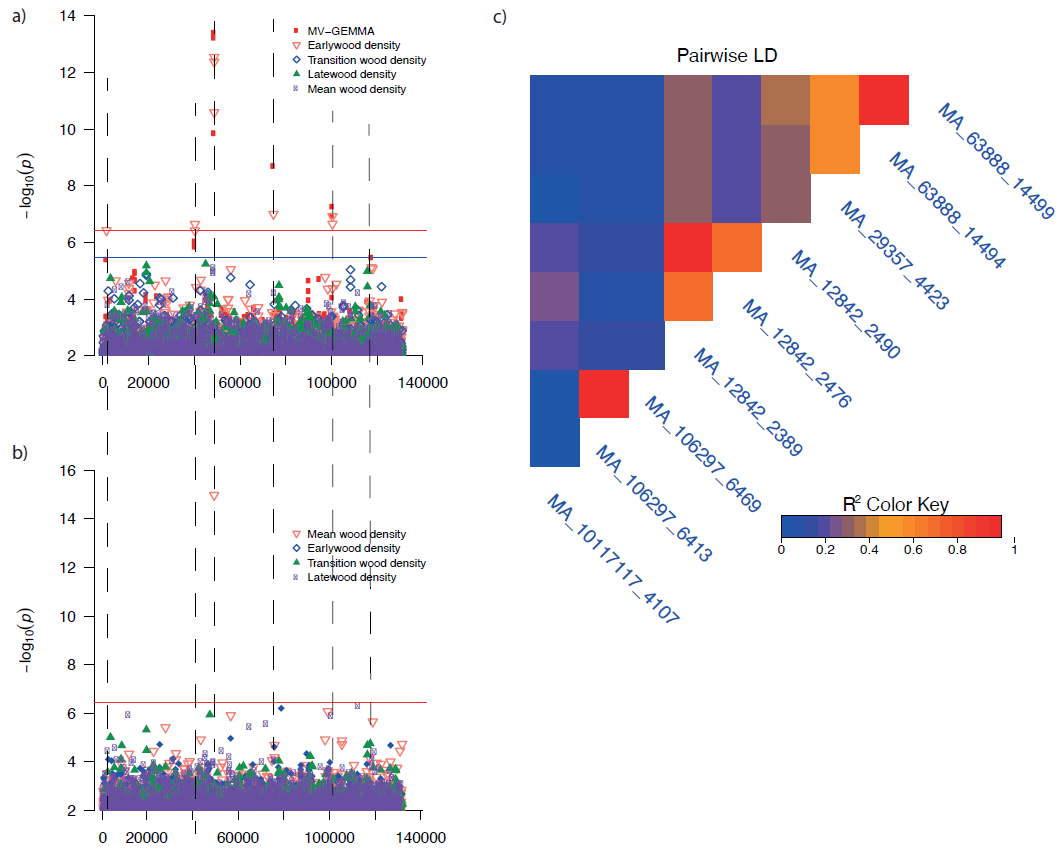 a)
14
12
10
8
6
4
2
−log10(p)
MV−GEMMA
Earlywood density
Transition wood density
Latewood density
Mean wood density
0 20000 60000 100000 140000
b)
16
14
12
10
8
6
4
2
−log10(p)
Mean wood density
Earlywood density
Transition wood density
Latewood density
0 20000 60000 100000 140000
c)
Pairwise LD
MA_63888_14499
MA_63888_14494
MA_29357_4423
MA_12842_2490
MA_12842_2476
MA_12842_2389
MA_106297_6469
MA_106297_6413
MA_10117117_4107
R² Color Key
0 0.2 0.4 0.6 0.8 1